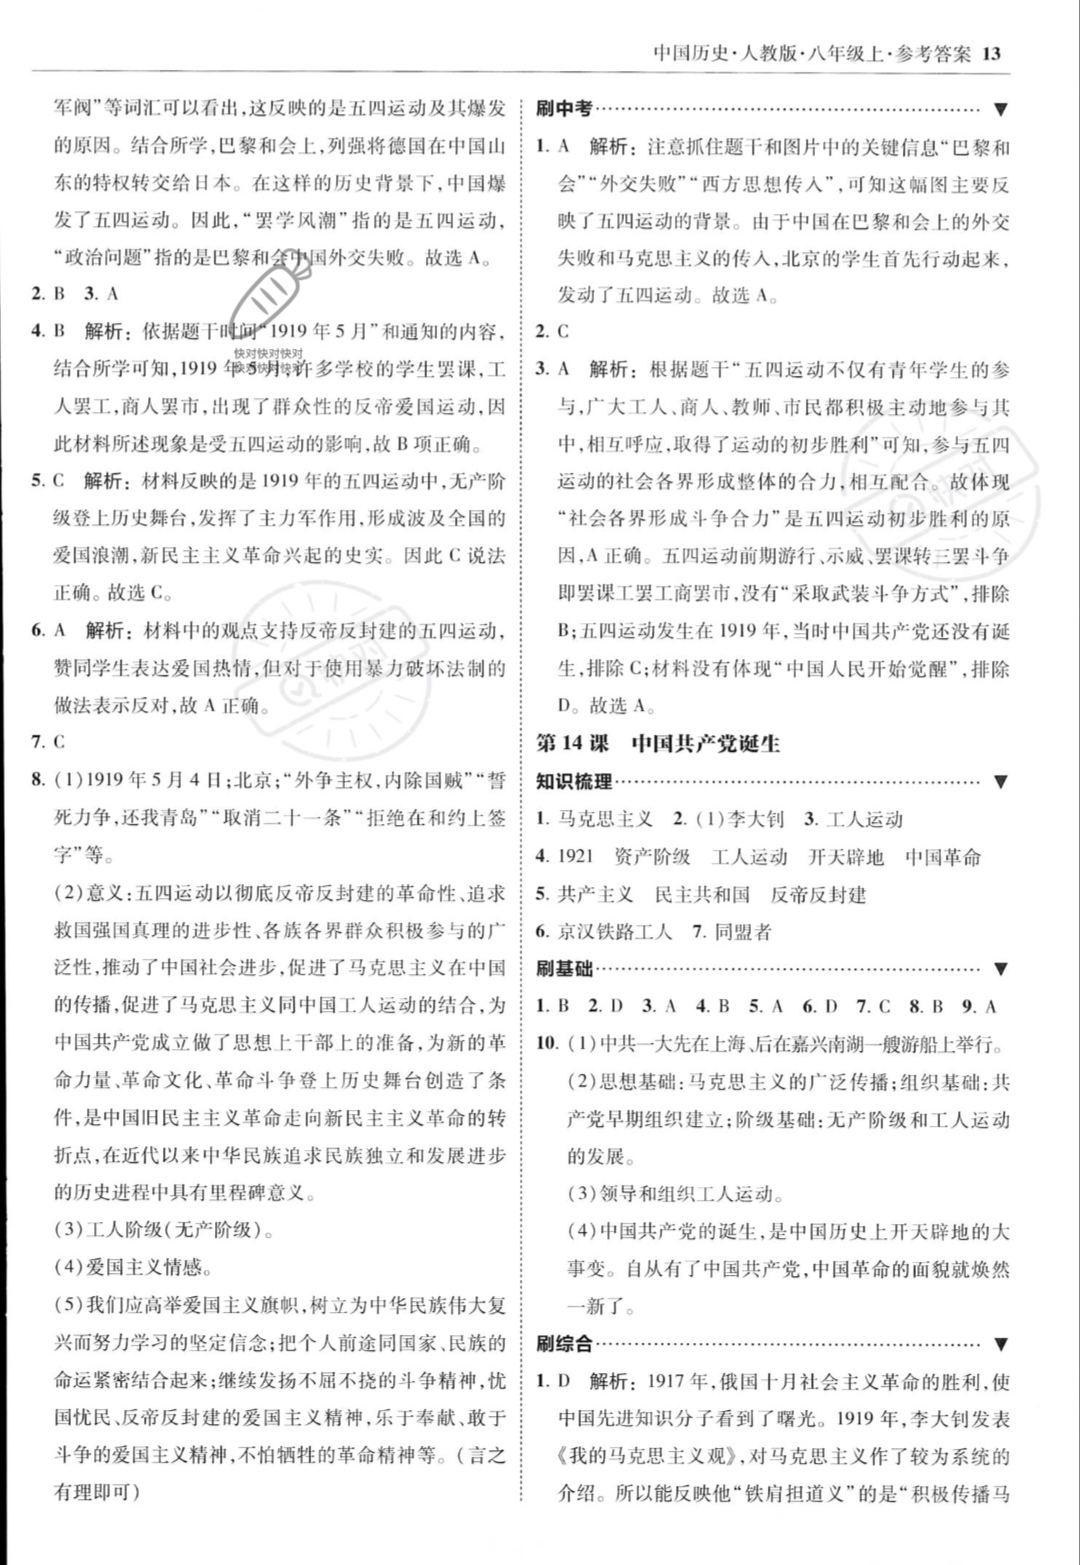 中国历史·人教版·八年级上·参考答案 13
军阀”等词汇可以看出,这反映的是五四运动及其爆发
的原因。结合所学,巴黎和会上,列强将德国在中国山
东的特权转交给日本。在这样的历史背景下,中国爆
发了五四运动。因此,“罢学风潮”指的是五四运动,
“政治问题”指的是巴黎和会中国外交失败。故选A。
2. B 3. A
4. B 解析：依据题干时间“1919 年 5 月”和通知的内容,
结合所学可知,1919 年 5 月,许多学校的学生罢课,工
人罢工,商人罢市,出现了群众性的反帝爱国运动,因
此材料所述现象是受五四运动的影响,故 B 项正确。
5. C 解析：材料反映的是 1919 年的五四运动中,无产阶
级登上历史舞台,发挥了主力军作用,形成波及全国的
爱国浪潮,新民主主义革命兴起的史实。因此 C 说法
正确。故选 C。
6. A 解析：材料中的观点支持反帝反封建的五四运动,
赞同学生表达爱国热情,但对于使用暴力破坏法制的
做法表示反对,故 A 正确。
7. C
8. (1)1919 年 5 月 4 日;北京;“外争主权,内除国贼”“誓
死力争,还我青岛”“取消二十一条”“拒绝在和约上签
字”等。
(2)意义:五四运动以彻底反帝反封建的革命性、追求
救国强国真理的进步性、各族各界群众积极参与的广
泛性,推动了中国社会进步,促进了马克思主义在中国
的传播,促进了马克思主义同中国工人运动的结合,为
中国共产党成立做了思想上干部上的准备,为新的革
命力量、革命文化、革命斗争登上历史舞台创造了条
件,是中国旧民主主义革命走向新民主主义革命的转
折点,在近代以来中华民族追求民族独立和发展进步
的历史进程中具有里程碑意义。
(3)工人阶级(无产阶级)。
(4)爱国主义情感。
(5)我们应高举爱国主义旗帜,树立为中华民族伟大复
兴而努力学习的坚定信念;把个人前途同国家、民族的
命运紧密结合起来;继续发扬不屈不挠的斗争精神,忧
国忧民、反帝反封建的爱国主义精神,乐于奉献、敢于
斗争的爱国主义精神,不怕牺牲的革命精神等。(言之
有理即可)
刷中考
1. A 解析：注意抓住题干和图片中的关键信息“巴黎和
会”“外交失败”“西方思想传入”,可知这幅图主要反
映了五四运动的背景。由于中国在巴黎和会上的外交
失败和马克思主义的传入,北京的学生首先行动起来,
发动了五四运动。故选 A。
2. C
3. A 解析：根据题干“五四运动不仅有青年学生的参
与,广大工人、商人、教师、市民都积极主动地参与其
中,相互呼应,取得了运动的初步胜利”可知,参与五四
运动的社会各界形成整体的合力,相互配合。故体现
“社会各界形成斗争合力”是五四运动初步胜利的原
因,A 正确。五四运动前期游行、示威、罢课转三罢斗争
即罢课工罢工商罢市,没有“采取武装斗争方式”,排除
B;五四运动发生在 1919 年,当时中国共产党还没有诞
生,排除 C;材料没有体现“中国人民开始觉醒”,排除
D。故选 A。
第 14 课 中国共产党诞生
知识梳理
1. 马克思主义 2. (1)李大钊 3. 工人运动
4. 1921 资产阶级 工人运动 开天辟地 中国革命
5. 共产主义 民主共和国 反帝反封建
6. 京汉铁路工人 7. 同盟者
刷基础
1. B 2. D 3. A 4. B 5. A 6. D 7. C 8. B 9. A
10. (1)中共一大先在上海、后在嘉兴南湖一艘游船上举行。
(2)思想基础:马克思主义的广泛传播;组织基础:共
产党早期组织建立;阶级基础:无产阶级和工人运动
的发展。
(3)领导和组织工人运动。
(4)中国共产党的诞生,是中国历史上开天辟地的大
事变。自从有了中国共产党,中国革命的面貌就焕然
一新了。
刷综合
1. D 解析：1917 年,俄国十月社会主义革命的胜利,使
中国先进知识分子看到了曙光。1919 年,李大钊发表
《我的马克思主义观》,对马克思主义作了较为系统的
介绍。所以能反映他“铁肩担道义”的是“积极传播马
快对快对快对
快对快对快对
快对
快对